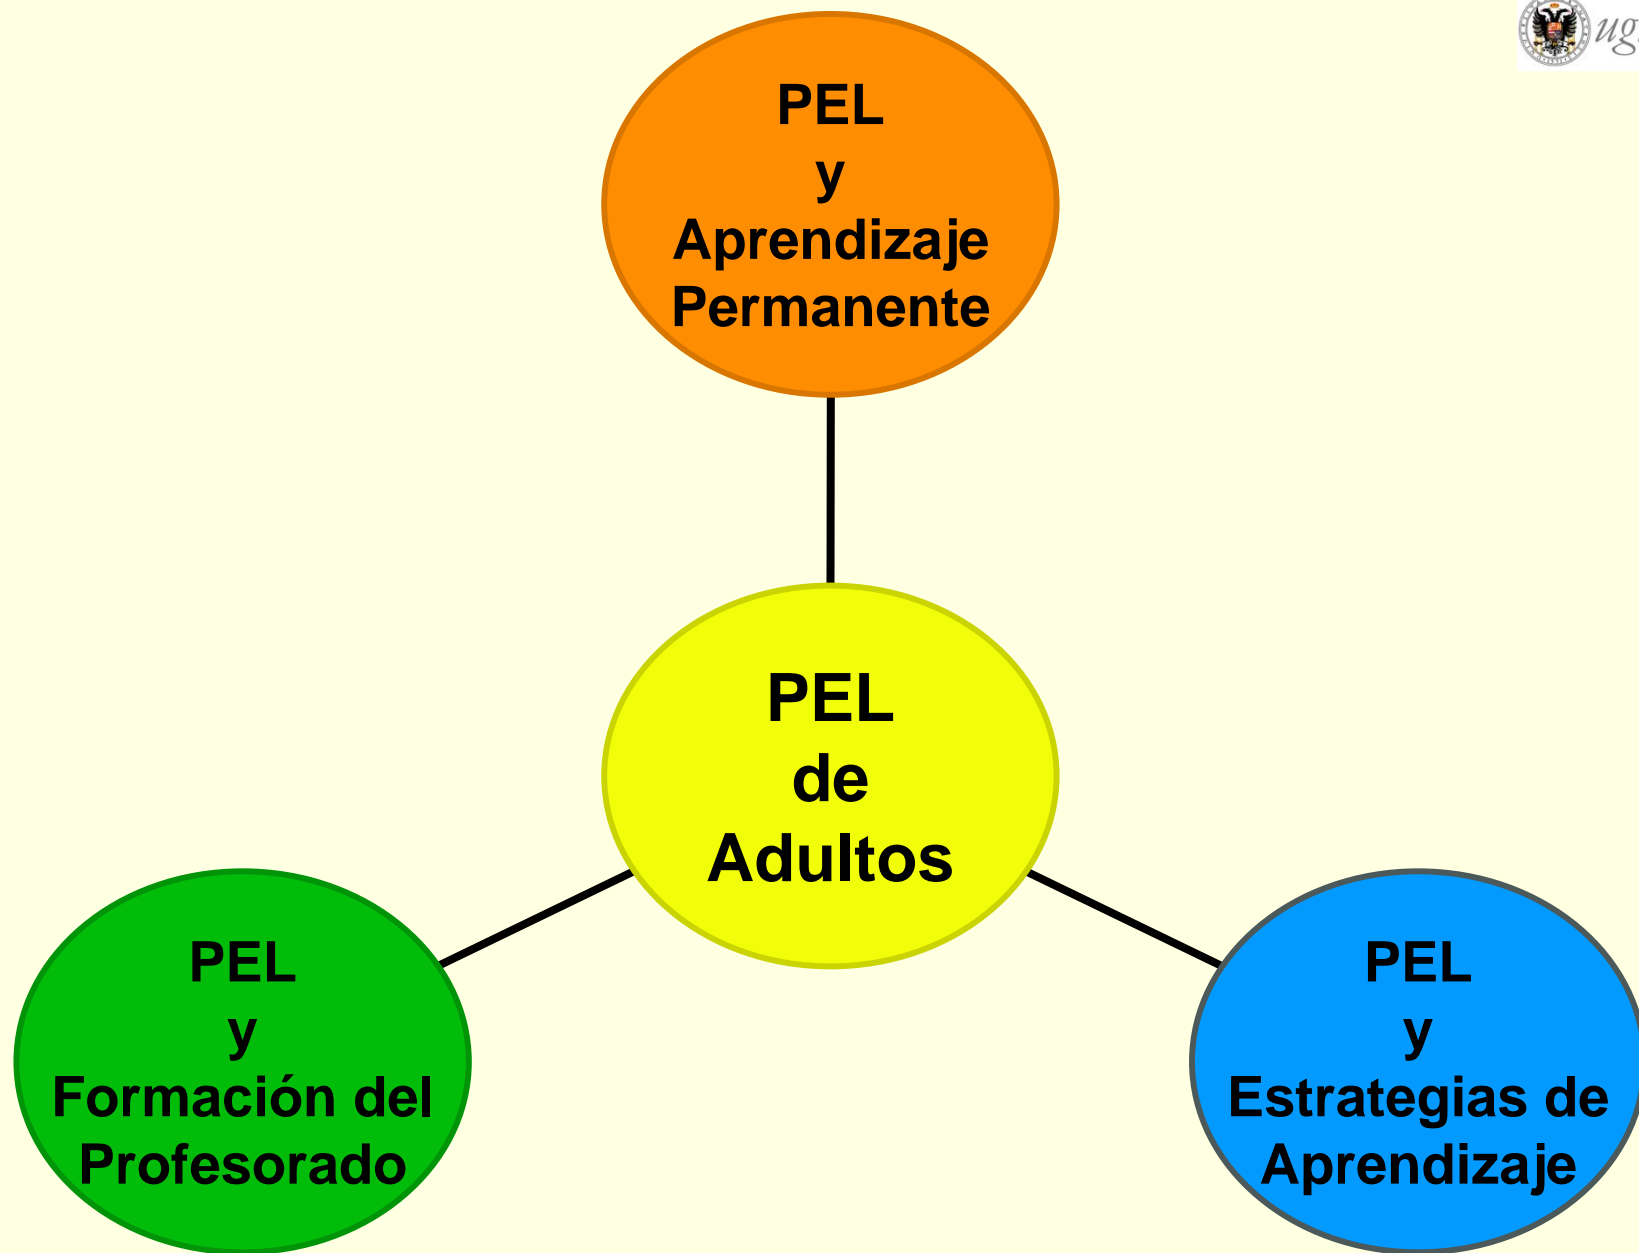 PEL
y
Aprendizaje
Permanente
PEL
de
Adultos
PEL
y
Formación del
Profesorado
PEL
y
Estrategias de
Aprendizaje